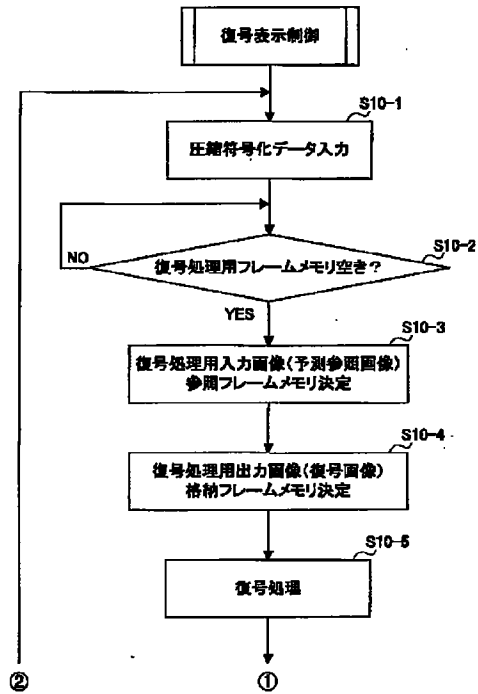 復号表示制御
S10-1
圧縮符号化データ入力
S10-2
復号処理用フレームメモリ空き?
NO
YES
S10-3
復号処理用入力画像(予測参照画像)
参照フレームメモリ決定
S10-4
復号処理用出力画像(復号画像)
格納フレームメモリ決定
S10-5
復号処理
②
①